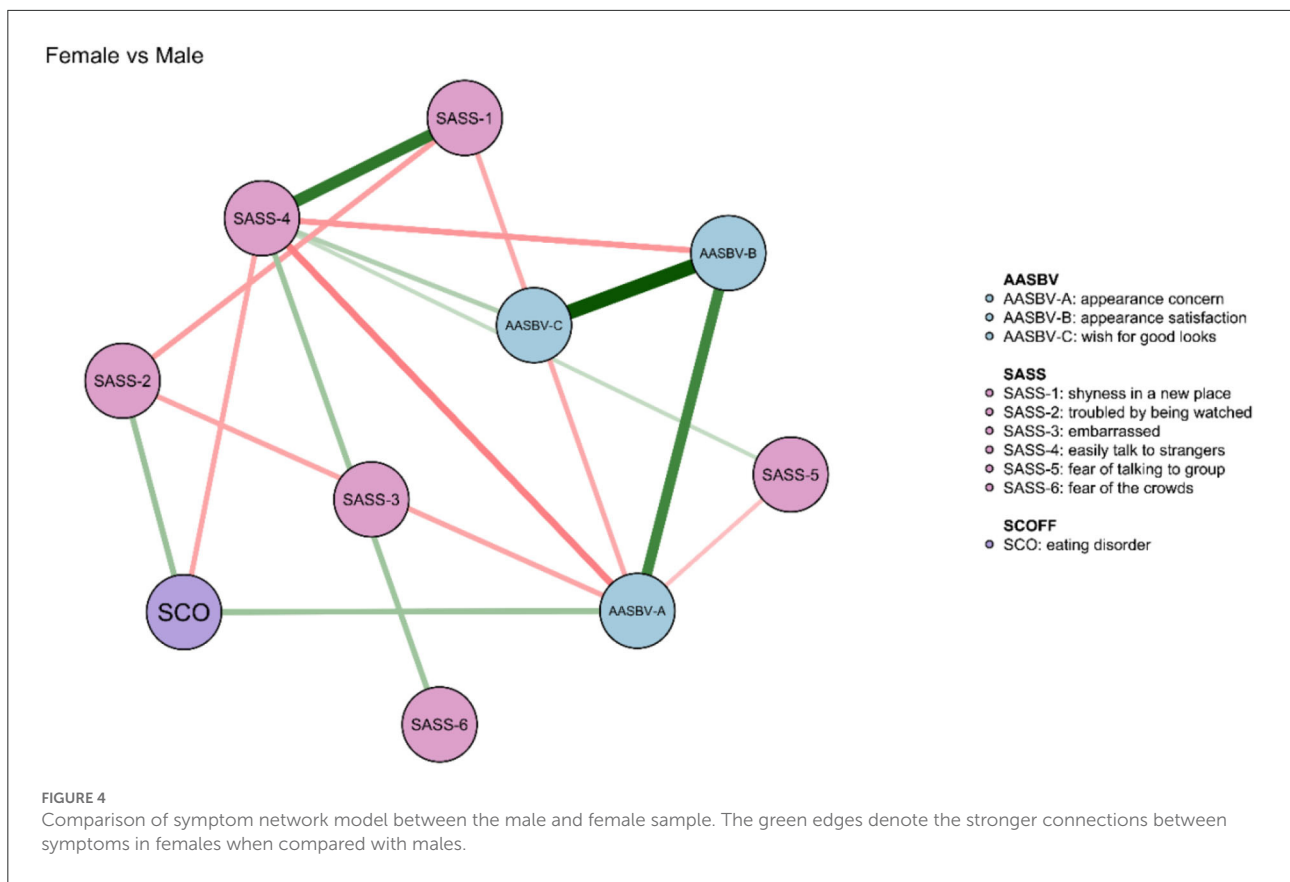 Female vs Male
SASS-1
SASS-4
AASBV-B
AASBV-C
SASS-2
SASS-5
SASS-3
SCO
AASBV-A
SASS-6
AASBV
AASBV-A: appearance concern
AASBV-B: appearance satisfaction
AASBV-C: wish for good looks
SASS
SASS-1: shyness in a new place
SASS-2: troubled by being watched
SASS-3: embarrassed
SASS-4: easily talk to strangers
SASS-5: fear of talking to group
SASS-6: fear of the crowds
SCOFF
SCO: eating disorder
FIGURE 4
Comparison of symptom network model between the male and female sample. The green edges denote the stronger connections between
symptoms in females when compared with males.